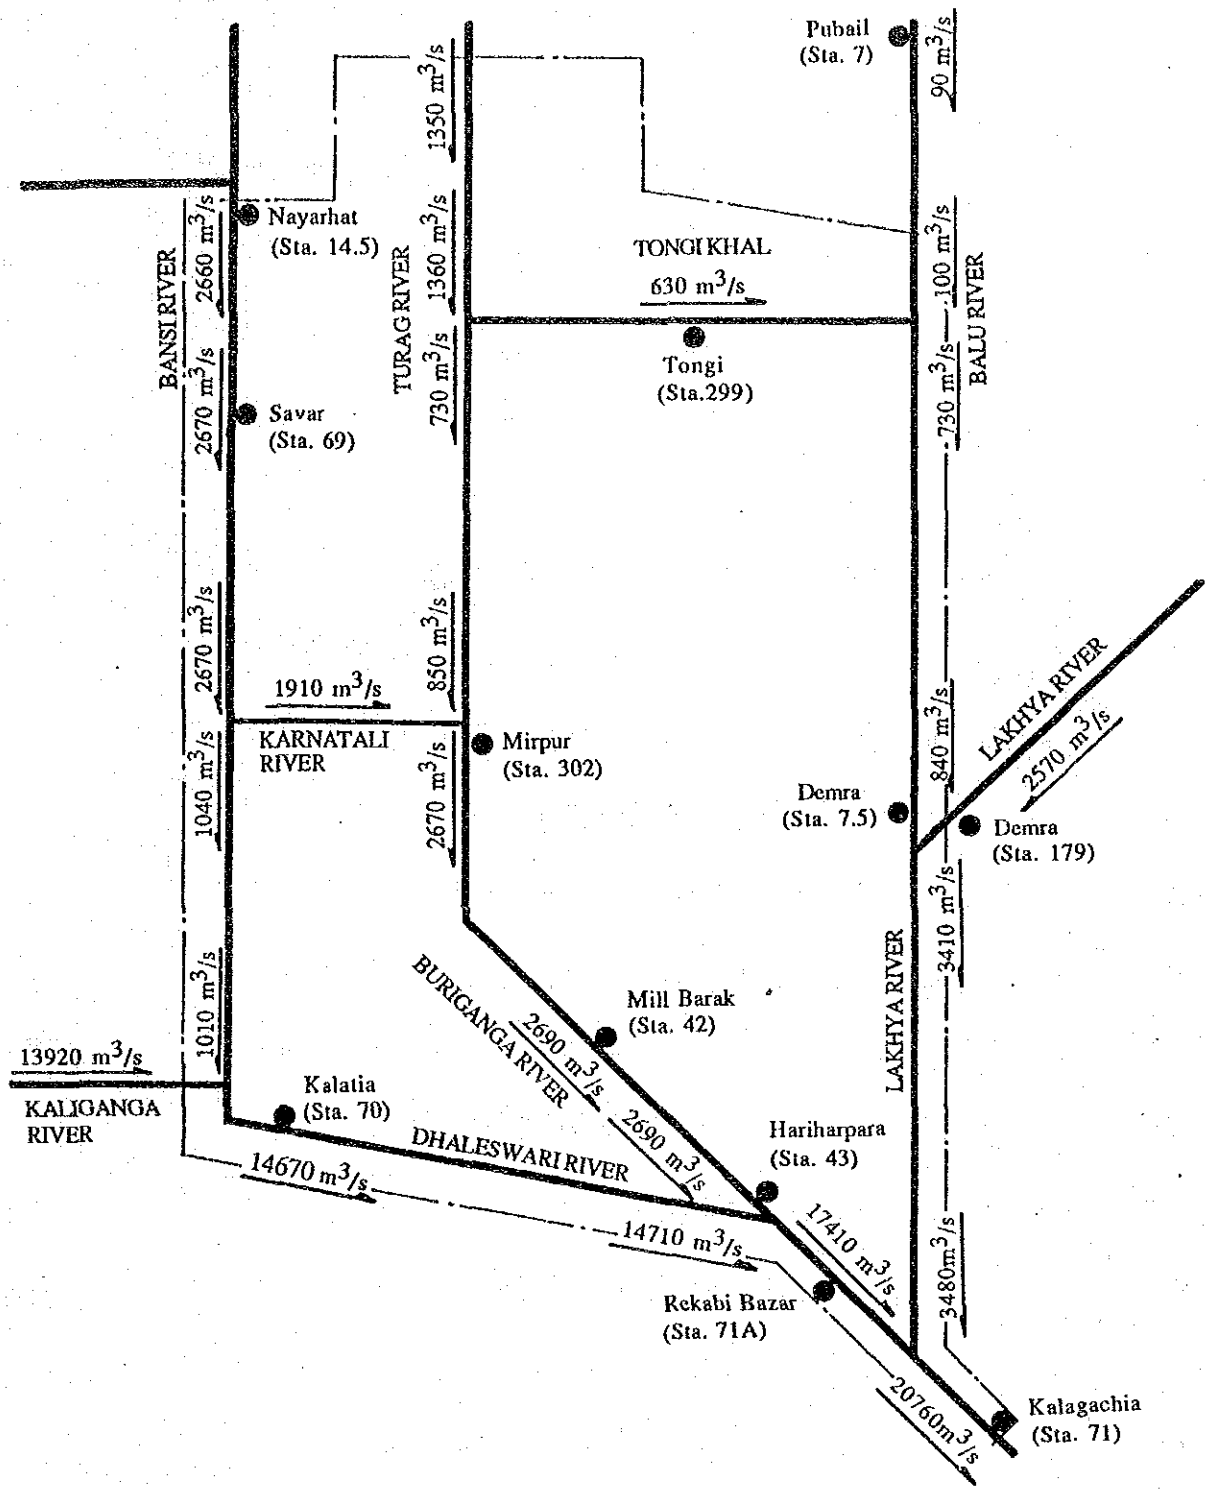 Pubail
(Sta. 7)
90 m³/s
1350 m³/s
Nayarhat
(Sta. 14.5)
2660 m³/s
BANSI RIVER
TURAG RIVER
1360 m³/s
TONGI KHAL
630 m³/s
100 m³/s
BALU RIVER
Tongi
(Sta.299)
2670 m³/s
730 m³/s
730 m³/s
Savar
(Sta. 69)
2670 m³/s
850 m³/s
1910 m³/s
KARNATALI
RIVER
LAKHYA RIVER
2570 m³/s
840 m³/s
Mirpur
(Sta. 302)
1040 m³/s
2670 m³/s
Demra
(Sta. 7.5)
Demra
(Sta. 179)
3410 m³/s
LAKHYA RIVER
1010 m³/s
BURIGANGA RIVER
Mill Barak
(Sta. 42)
2690 m³/s
13920 m³/s
KALIGANGA
RIVER
Kalatia
(Sta. 70)
2690 m³/s
DHALESWARI RIVER
Hariharpara
(Sta. 43)
14670 m³/s
14710 m³/s
17410 m³/s
3480m³/s
Rekabi Bazar
(Sta. 71A)
20760m³/s
Kalagachia
(Sta. 71)